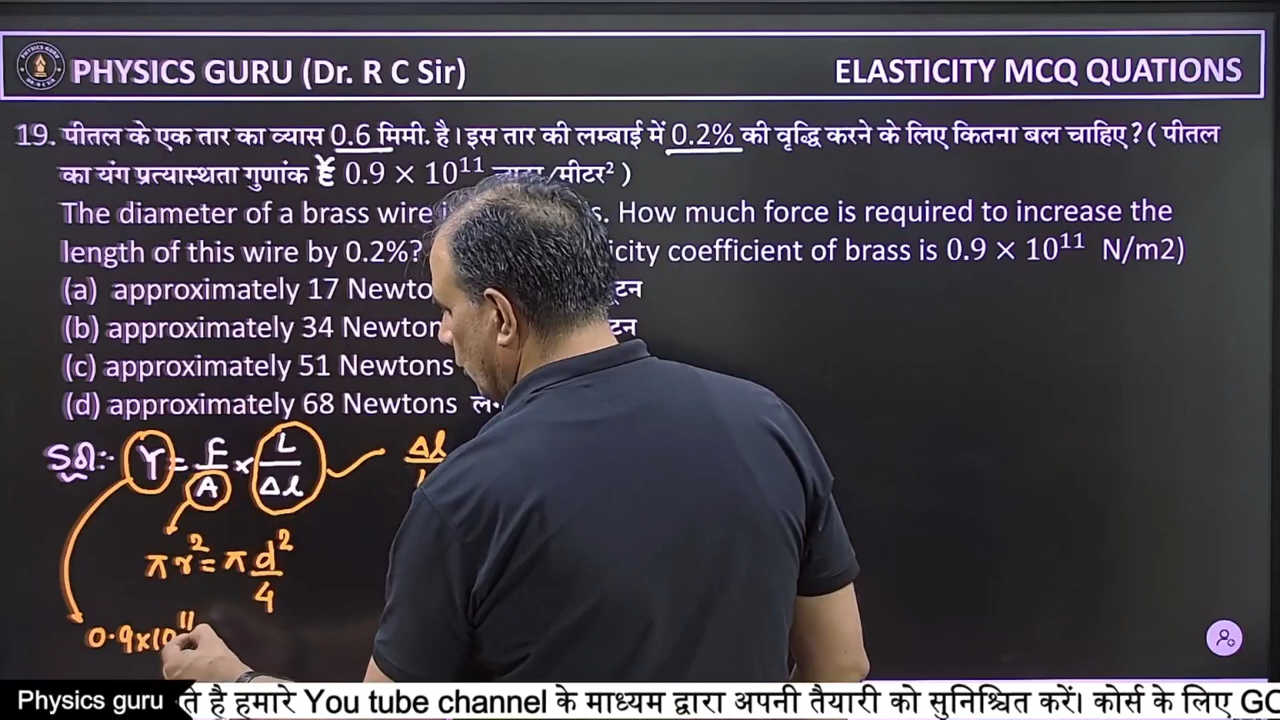 PHYSICS GURU (Dr. R C Sir)
ELASTICITY MCQ QUATIONS
19. पीतल के एक तार का व्यास 0.6 मिमी. है। इस तार की लम्बाई में 0.2% की वृद्धि करने के लिए कितना बल चाहिए ? ( पीतल
का यंग प्रत्यास्थता गुणांक 0.9 × 10¹¹ /मीटर² )
The diameter of a brass wire s. How much force is required to increase the
length of this wire by 0.2%? icity coefficient of brass is 0.9 × 10¹¹ N/m2)
(a) approximately 17 Newto ूटन
(b) approximately 34 Newton टन
(c) approximately 51 Newtons
(d) approximately 68 Newtons ल
Sol:- Y = F/A × L/Δl Δl
πr² = πd²/4
0.9×10¹¹
Physics guru
ते है हमारे You tube channel के माध्यम द्वारा अपनी तैयारी को सुनिश्चित करें। कोर्स के लिए GO